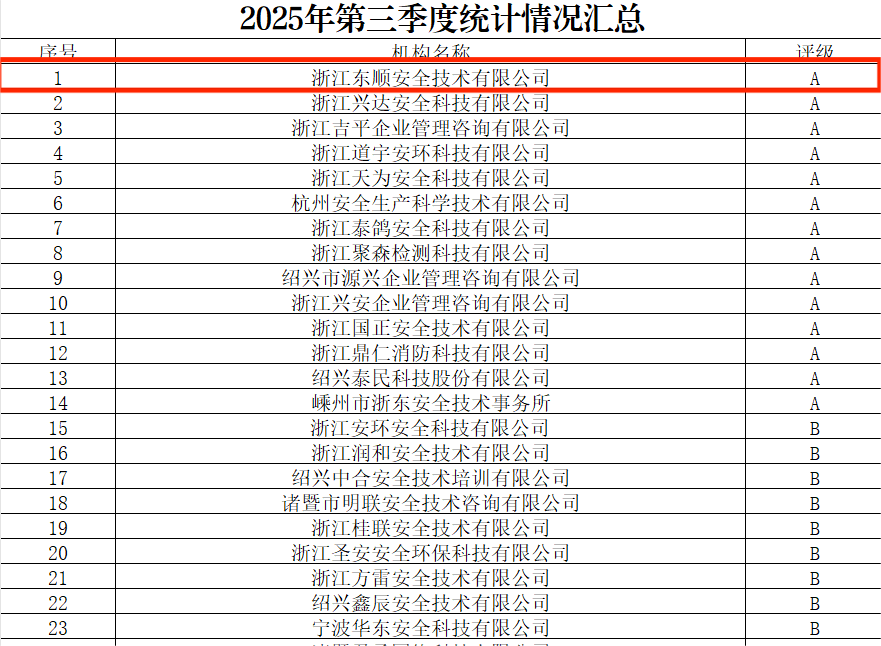 2025年第三季度统计情况汇总
序号 机构名称 评级
1 浙江东顺安全技术有限公司 A
2 浙江兴达安全科技有限公司 A
3 浙江吉平企业管理咨询有限公司 A
4 浙江道宇安环科技有限公司 A
5 浙江天为安全科技有限公司 A
6 杭州安全生产科学技术有限公司 A
7 浙江泰鸽安全科技有限公司 A
8 浙江聚森检测科技有限公司 A
9 绍兴市源兴企业管理咨询有限公司 A
10 浙江兴安企业管理咨询有限公司 A
11 浙江国正安全技术有限公司 A
12 浙江鼎仁消防科技有限公司 A
13 绍兴泰民科技股份有限公司 A
14 嵊州市浙东安全技术事务所 A
15 浙江安环安全科技有限公司 B
16 浙江润和安全技术有限公司 B
17 绍兴中合安全技术培训有限公司 B
18 诸暨市明联安全技术咨询有限公司 B
19 浙江桂联安全技术有限公司 B
20 浙江圣安安全环保科技有限公司 B
21 浙江方雷安全技术有限公司 B
22 绍兴鑫辰安全技术有限公司 B
23 宁波华东安全科技有限公司 B